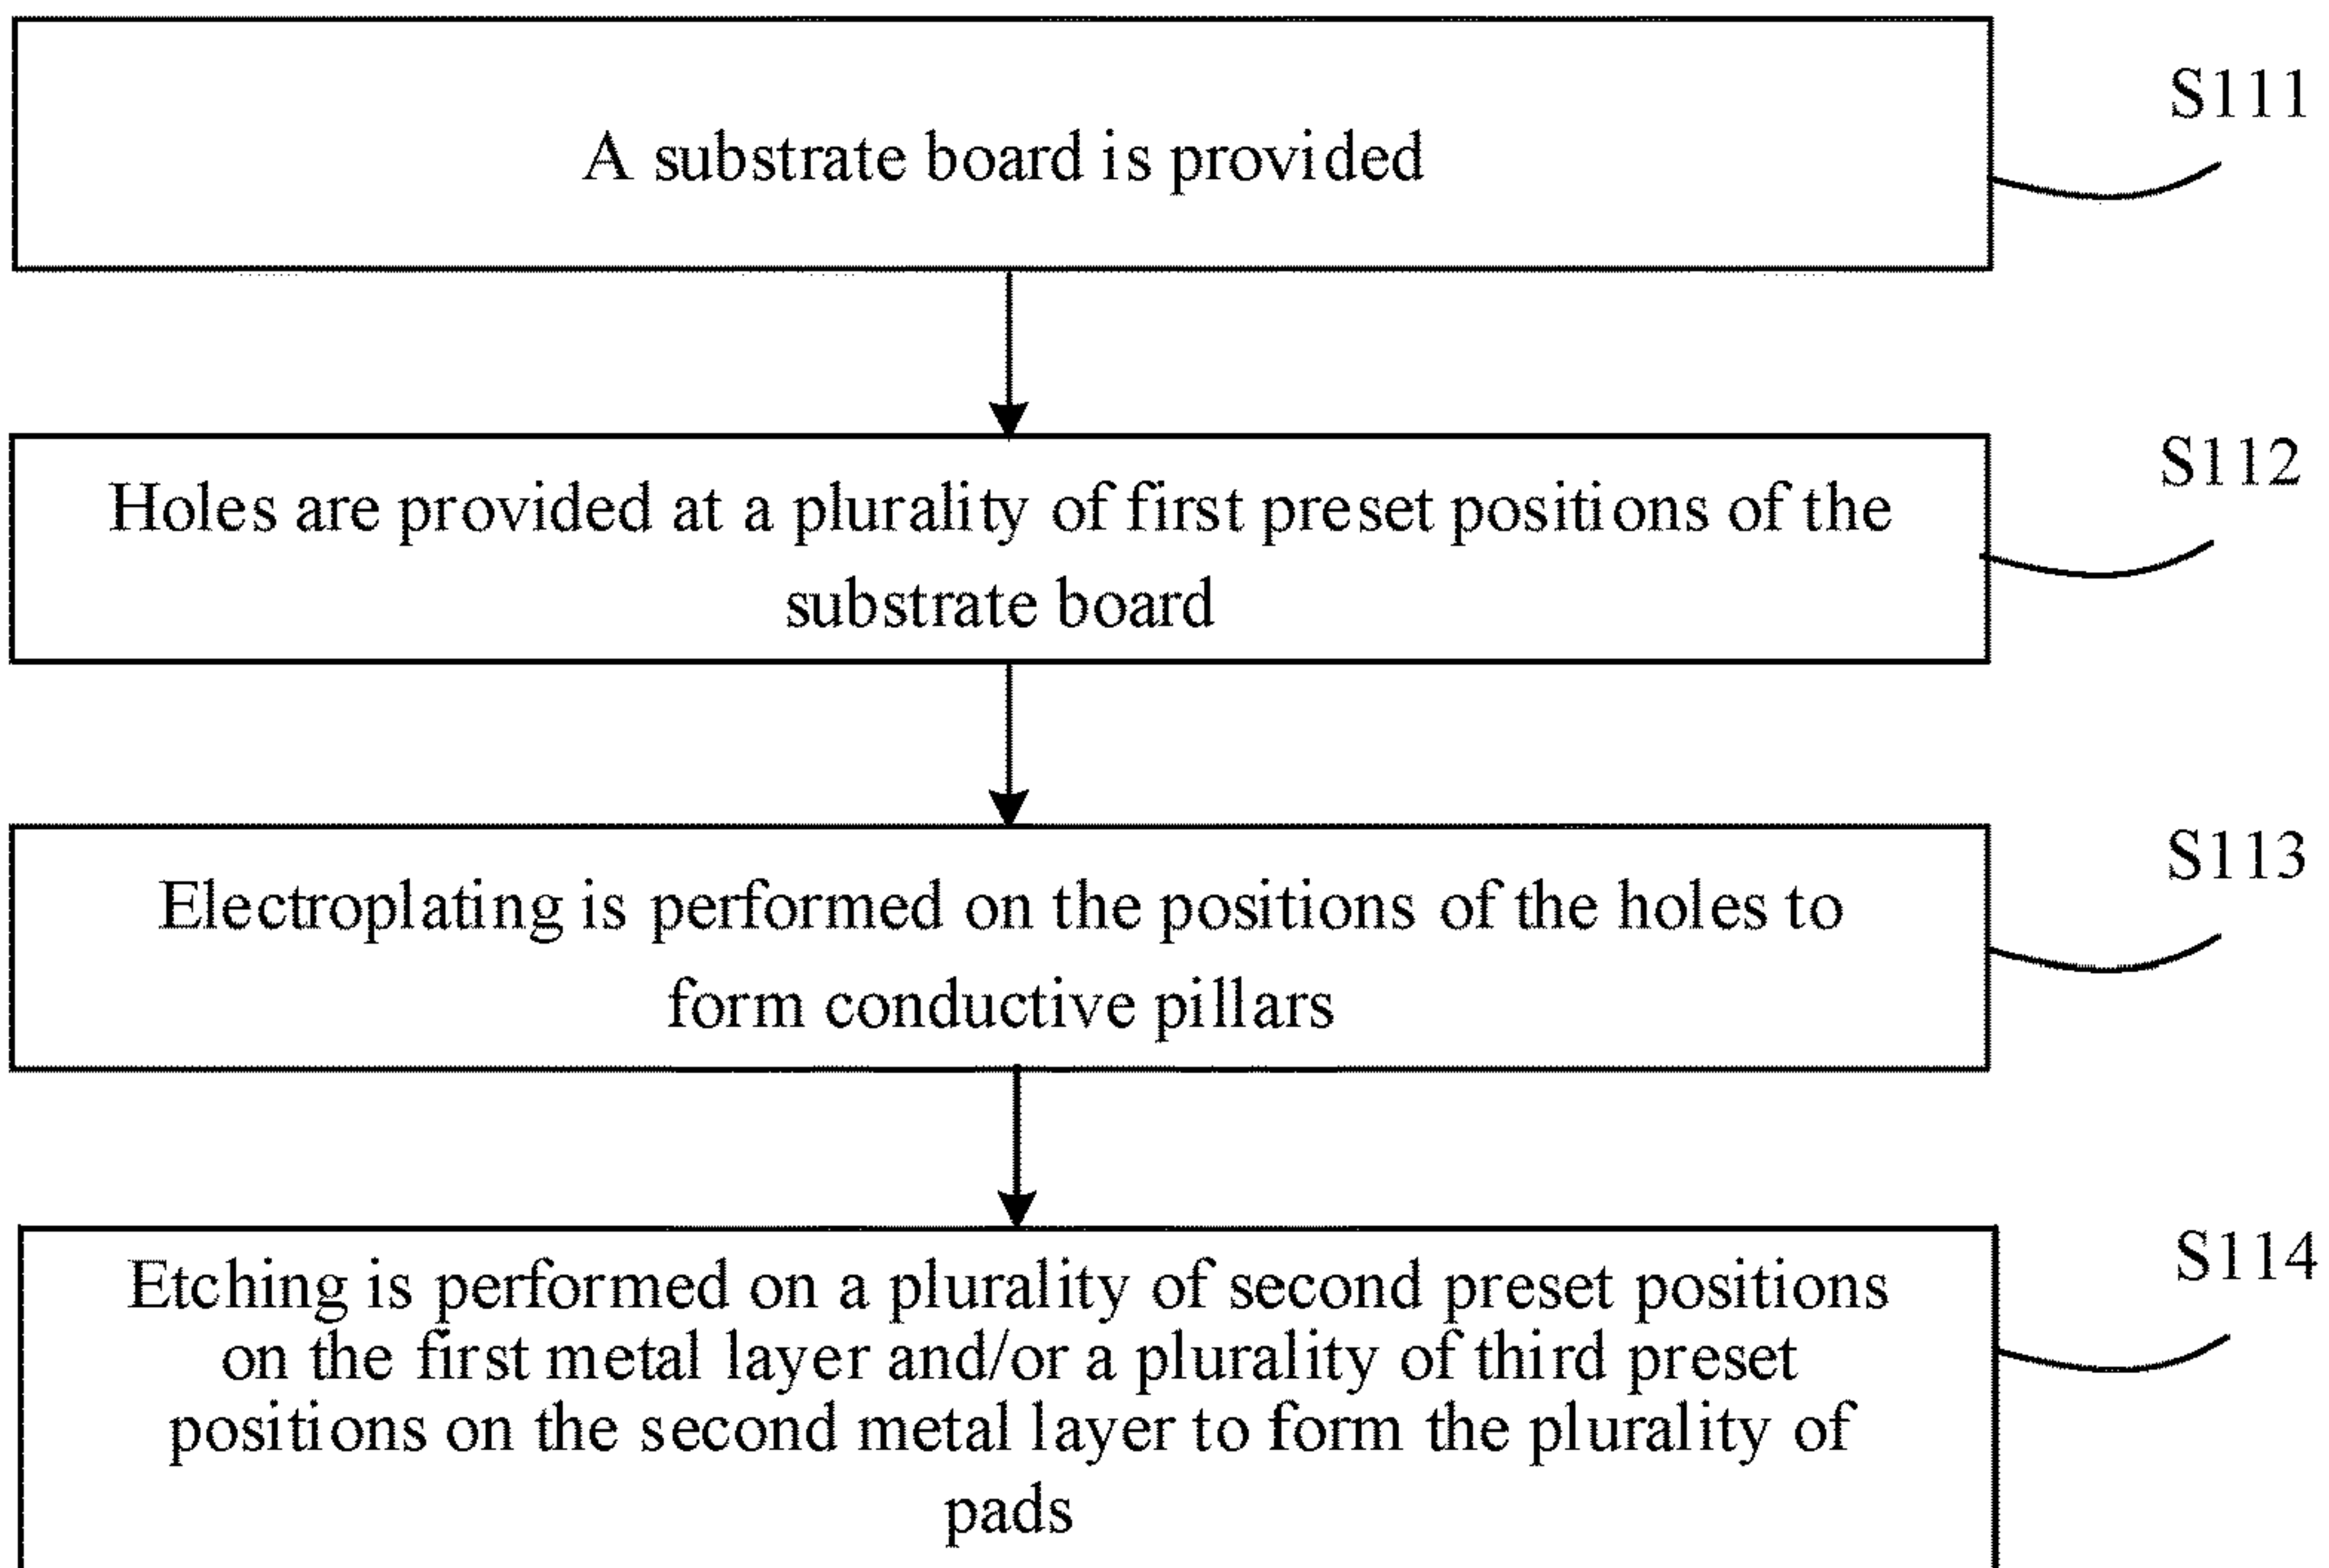 S111
A substrate board is provided
S112
Holes are provided at a plurality of first preset positions of the
substrate board
S113
Electroplating is performed on the positions of the holes to
form conductive pillars
S114
Etching is performed on a plurality of second preset positions
on the first metal layer and/or a plurality of third preset
positions on the second metal layer to form the plurality of
pads